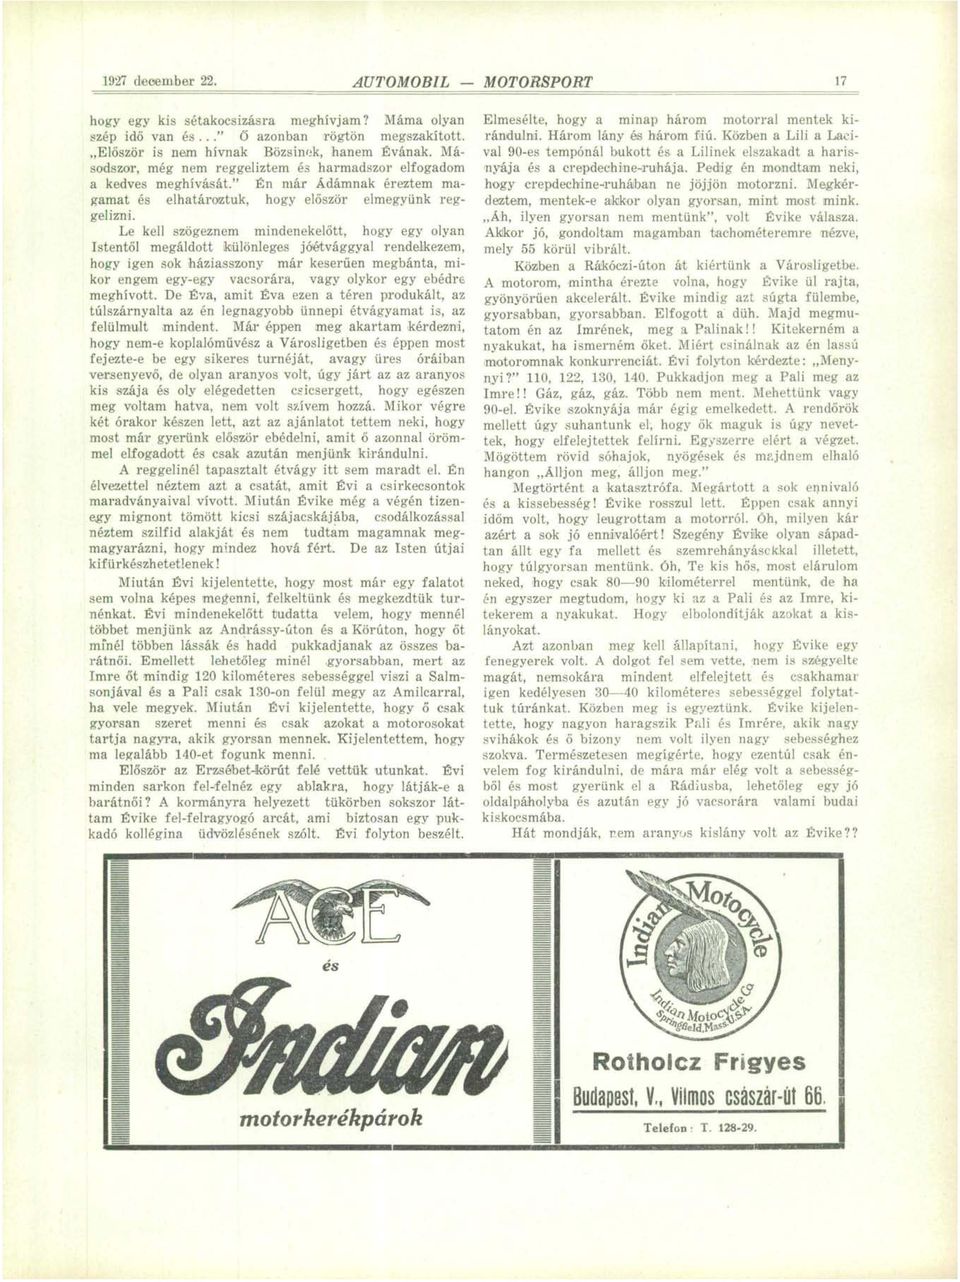 1927 december 22.
AUTOMOBIL — MOTORSPORT
17
hogy egy kis sétakocsizásra meghívjam? Máma olyan
szép idő van és..." Ő azonban rögtön megszakított.
„Először is nem hívnak Bözsinek, hanem Évának. Má-
sodszor, még nem reggeliztem és harmadszor elfogadom
a kedves meghívását." Én már Ádámnak éreztem ma-
gamat és elhatároztuk, hogy először elmegyünk reg-
gelizni.
Le kell szögeznem mindenekelőtt, hogy egy olyan
Istentől megáldott különleges jóétvággyal rendelkezem,
hogy igen sok háziasszony már keserűen megbánta, mi-
kor engem egy-egy vacsorára, vagy olykor egy ebédre
meghívott. De Éva, amit Éva ezen a téren produkált, az
túlszárnyalta az én legnagyobb ünnepi étvágyamat is, az
felülmult mindent. Már éppen meg akartam kérdezni,
hogy nem-e koplalóművész a Városligetben és éppen most
fejezte-e be egy sikeres turnéját, avagy üres óráiban
versenyevő, de olyan aranyos volt, úgy járt az az aranyos
kis szája és oly elégedetten csicsergett, hogy egészen
meg voltam hatva, nem volt szívem hozzá. Mikor végre
két órakor készen lett, azt az ajánlatot tettem neki, hogy
most már gyerünk először ebédelni, amit ő azonnal öröm-
mel elfogadott és csak azután menjünk kirándulni.
A reggelinél tapasztalt étvágy itt sem maradt el. Én
élvezettel néztem azt a csatát, amit Évi a csirkecsontok
maradványaival vívott. Miután Évike még a végén tizen-
egy mignont tömött kicsi szájacskájába, csodálkozással
néztem szilfid alakját és nem tudtam magamnak meg-
magyarázni, hogy mindez hová fért. De az Isten útjai
kifürkészhetetlenek!
Miután Évi kijelentette, hogy most már egy falatot
sem volna képes megenni, felkeltünk és megkezdtük tur-
nénkat. Évi mindenekelőtt tudatta velem, hogy mennél
többet menjünk az Andrássy-úton és a Körúton, hogy őt
minél többen lássák és hadd pukkadjanak az összes ba-
rátnői. Emellett lehetőleg minél gyorsabban, mert az
Imre őt mindig 120 kilométeres sebességgel viszi a Salm-
sonjával és a Pali csak 130-on felül megy az Amilcarral,
ha vele megyek. Miután Évi kijelentette, hogy ő csak
gyorsan szeret menni és csak azokat a motorosokat
tartja nagyra, akik gyorsan mennek. Kijelentettem, hogy
ma legalább 140-et fogunk menni.
Először az Erzsébet-körút felé vettük utunkat. Évi
minden sarkon fel-felnéz egy ablakra, hogy látják-e a
barátnői? A kormányra helyezett tükörben sokszor lát-
tam Évike fel-felragyogó arcát, ami biztosan egy puk-
kadó kollégina üdvözlésének szólt. Évi folyton beszélt.
Elmesélte, hogy a minap három motorral mentek ki-
rándulni. Három lány és három fiú. Közben a Lili a Laci-
val 90-es tempónál bukott és a Lilinek elszakadt a haris-
nyája és a crepdechine-ruhája. Pedig én mondtam neki,
hogy crepdechine-ruhában ne jöjjön motorzni. Megkér-
deztem, mentek-e akkor olyan gyorsan, mint most mink.
„Áh, ilyen gyorsan nem mentünk", volt Évike válasza.
Akkor jó, gondoltam magamban tachométeremre nézve,
mely 55 körül vibrált.
Közben a Rákóczi-úton át kiértünk a Városligetbe.
A motorom, mintha érezte volna, hogy Évike ül rajta,
gyönyörűen akcelerált. Évike mindig azt súgta fülembe,
gyorsabban, gyorsabban. Elfogott a düh. Majd megmu-
tatom én az Imrének, meg a Palinak!! Kitekerném a
nyakukat, ha ismerném őket. Miért csinálnak az én lassú
motoromnak konkurrenciát. Évi folyton kérdezte: „Meny-
nyi?" 110, 122, 130, 140. Pukkadjon meg a Pali meg az
Imre!! Gáz, gáz, gáz. Több nem ment. Mehettünk vagy
90-el. Évike szoknyája már égig emelkedett. A rendőrök
mellett úgy suhantunk el, hogy ők maguk is úgy nevet-
tek, hogy elfelejtettek felírni. Egyszerre elért a végzet.
Mögöttem rövid sóhajok, nyögések és majdnem elhaló
hangon „Álljon meg, álljon meg."
Megtörtént a katasztrófa. Megártott a sok ennivaló
és a kissebesség! Évike rosszul lett. Éppen csak annyi
időm volt, hogy leugrottam a motorról. Óh, milyen kár
azért a sok jó ennivalóért! Szegény Évike olyan sápad-
tan állt egy fa mellett és szemrehányásokkal illetett,
hogy túlgyorsan mentünk. Óh, Te kis hős, most elárulom
neked, hogy csak 80—90 kilométerrel mentünk, de ha
én egyszer megtudom, hogy ki az a Pali és az Imre, ki-
tekerem a nyakukat. Hogy elbolondítják azokat a kis-
lányokat.
Azt azonban meg kell állapítani, hogy Évike egy
fenegyerek volt. A dolgot fel sem vette, nem is szégyelte
magát, nemsokára mindent elfelejtett és csakhamar
igen kedélyesen 30—40 kilométeres sebességgel folytat-
tuk túránkat. Közben meg is egyeztünk. Évike kijelen-
tette, hogy nagyon haragszik Pali és Imrére, akik nagy
svihákok és ő bizony nem volt ilyen nagy sebességhez
szokva. Természetesen megigérte, hogy ezentúl csak én-
velem fog kirándulni, de mára már elég volt a sebesség-
ből és most gyerünk el a Rádiusba, lehetőleg egy jó
oldalpáholyba és azután egy jó vacsorára valami budai
kiskocsmába.
Hát mondják, nem aranyos kislány volt az Évike??
ACE
és
Indian
motorkerékpárok
Indian Motocycle
Indian Motocycle Co
Springfield, Mass. U.S.A.
Rotholcz Frigyes
Budapest, V., Vilmos császár-út 66.
Telefon: T. 128-29.